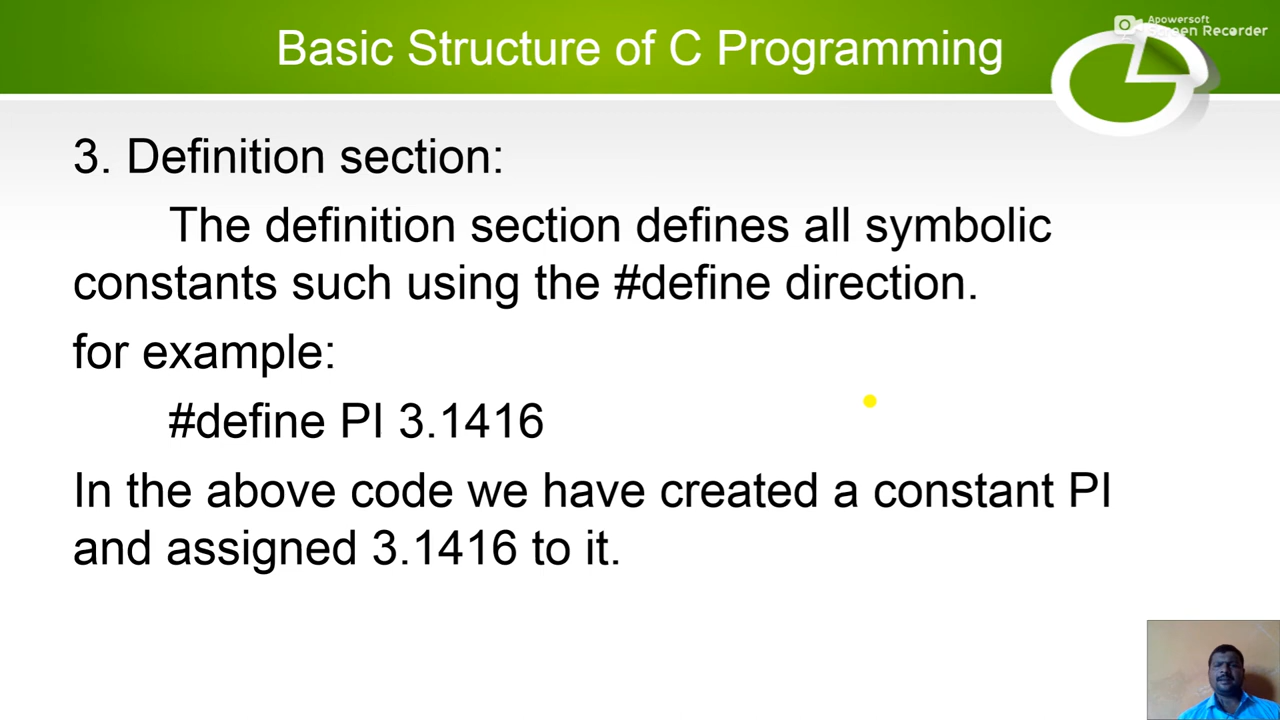 Basic Structure of C Programming
Apowersoft
Screen Recorder
3. Definition section:
The definition section defines all symbolic
constants such using the #define direction.
for example:
#define PI 3.1416
In the above code we have created a constant PI
and assigned 3.1416 to it.